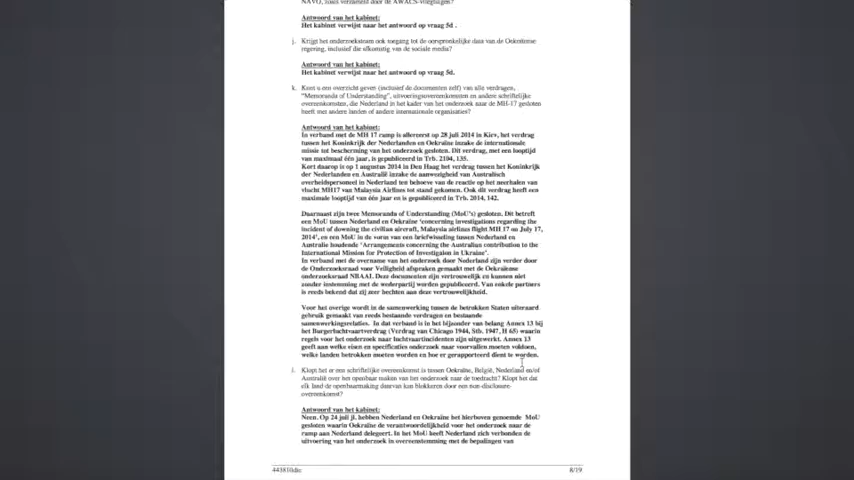 NAVO, zoals verzameld door de AWACS-vliegtuigen?
Antwoord van het kabinet:
Het kabinet verwijst naar het antwoord op vraag 5d .
j. Krijgt het onderzoeksteam ook toegang tot de oorspronkelijke data van de Oekraïense
regering, inclusief die afkomstig van de sociale media?
Antwoord van het kabinet:
Het kabinet verwijst naar het antwoord op vraag 5d.
k. Kunt u een overzicht geven (inclusief de documenten zelf) van alle verdragen,
"Memoranda of Understanding", uitvoeringsovereenkomsten en andere schriftelijke
overeenkomsten, die Nederland in het kader van het onderzoek naar de MH-17 gesloten
heeft met andere landen of andere internationale organisaties?
Antwoord van het kabinet:
In verband met de MH 17 ramp is allereerst op 28 juli 2014 in Kiev, het verdrag
tussen het Koninkrijk der Nederlanden en Oekraïne inzake de internationale
missie tot bescherming van het onderzoek gesloten. Dit verdrag, met een looptijd
van maximaal één jaar, is gepubliceerd in Trb. 2104, 135.
Kort daarop is op 1 augustus 2014 in Den Haag het verdrag tussen het Koninkrijk
der Nederlanden en Australië inzake de aanwezigheid van Australisch
overheidspersoneel in Nederland ten behoeve van de reactie op het neerhalen van
vlucht MH17 van Malaysia Airlines tot stand gekomen. Ook dit verdrag heeft een
maximale looptijd van één jaar en is gepubliceerd in Trb. 2014, 142.
Daarnaast zijn twee Memoranda of Understanding (MoU's) gesloten. Dit betreft
een MoU tussen Nederland en Oekraïne 'concerning investigations regarding the
incident of downing the civilian aircraft, Malaysia airlines flight MH 17 on July 17,
2014', en een MoU in de vorm van een briefwisseling tussen Nederland en
Australie houdende 'Arrangements concerning the Australian contribution to the
International Mission for Protection of Investigaion in Ukraine'.
In verband met de overname van het onderzoek door Nederland zijn verder door
de Onderzoeksraad voor Veiligheid afspraken gemaakt met de Oekraïense
onderzoeksraad NBAAI. Deze documenten zijn vertrouwelijk en kunnen niet
zonder instemming met de wederpartij worden gepubliceerd. Van enkele partners
is reeds bekend dat zij zeer hechten aan deze vertrouwelijkheid.
Voor het overige wordt in de samenwerking tussen de betrokken Staten uiteraard
gebruik gemaakt van reeds bestaande verdragen en bestaande
samenwerkingsrelaties. In dat verband is in het bijzonder van belang Annex 13 bij
het Burgerluchtvaartverdrag (Verdrag van Chicago 1944, Stb. 1947, H 65) waarin
regels voor het onderzoek naar luchtvaartincidenten zijn uitgewerkt. Annex 13
geeft aan welke eisen en specificaties onderzoek naar voorvallen moeten voldoen,
welke landen betrokken moeten worden en hoe er gerapporteerd dient te worden.
l. Klopt het er een schriftelijke overeenkomst is tussen Oekraïne, België, Nederland en/of
Australië over het openbaar maken van het onderzoek naar de toedracht? Klopt het dat
elk land de openbaarmaking daarvan kan blokkeren door een non-disclosure-
overeenkomst?
Antwoord van het kabinet:
Neen. Op 24 juli jl. hebben Nederland en Oekraïne het hierboven genoemde MoU
gesloten waarin Oekraïne de verantwoordelijkheid voor het onderzoek naar de
ramp aan Nederland delegeert. In het MoU heeft Nederland zich verbonden de
uitvoering van het onderzoek in overeenstemming met de bepalingen van
8/19